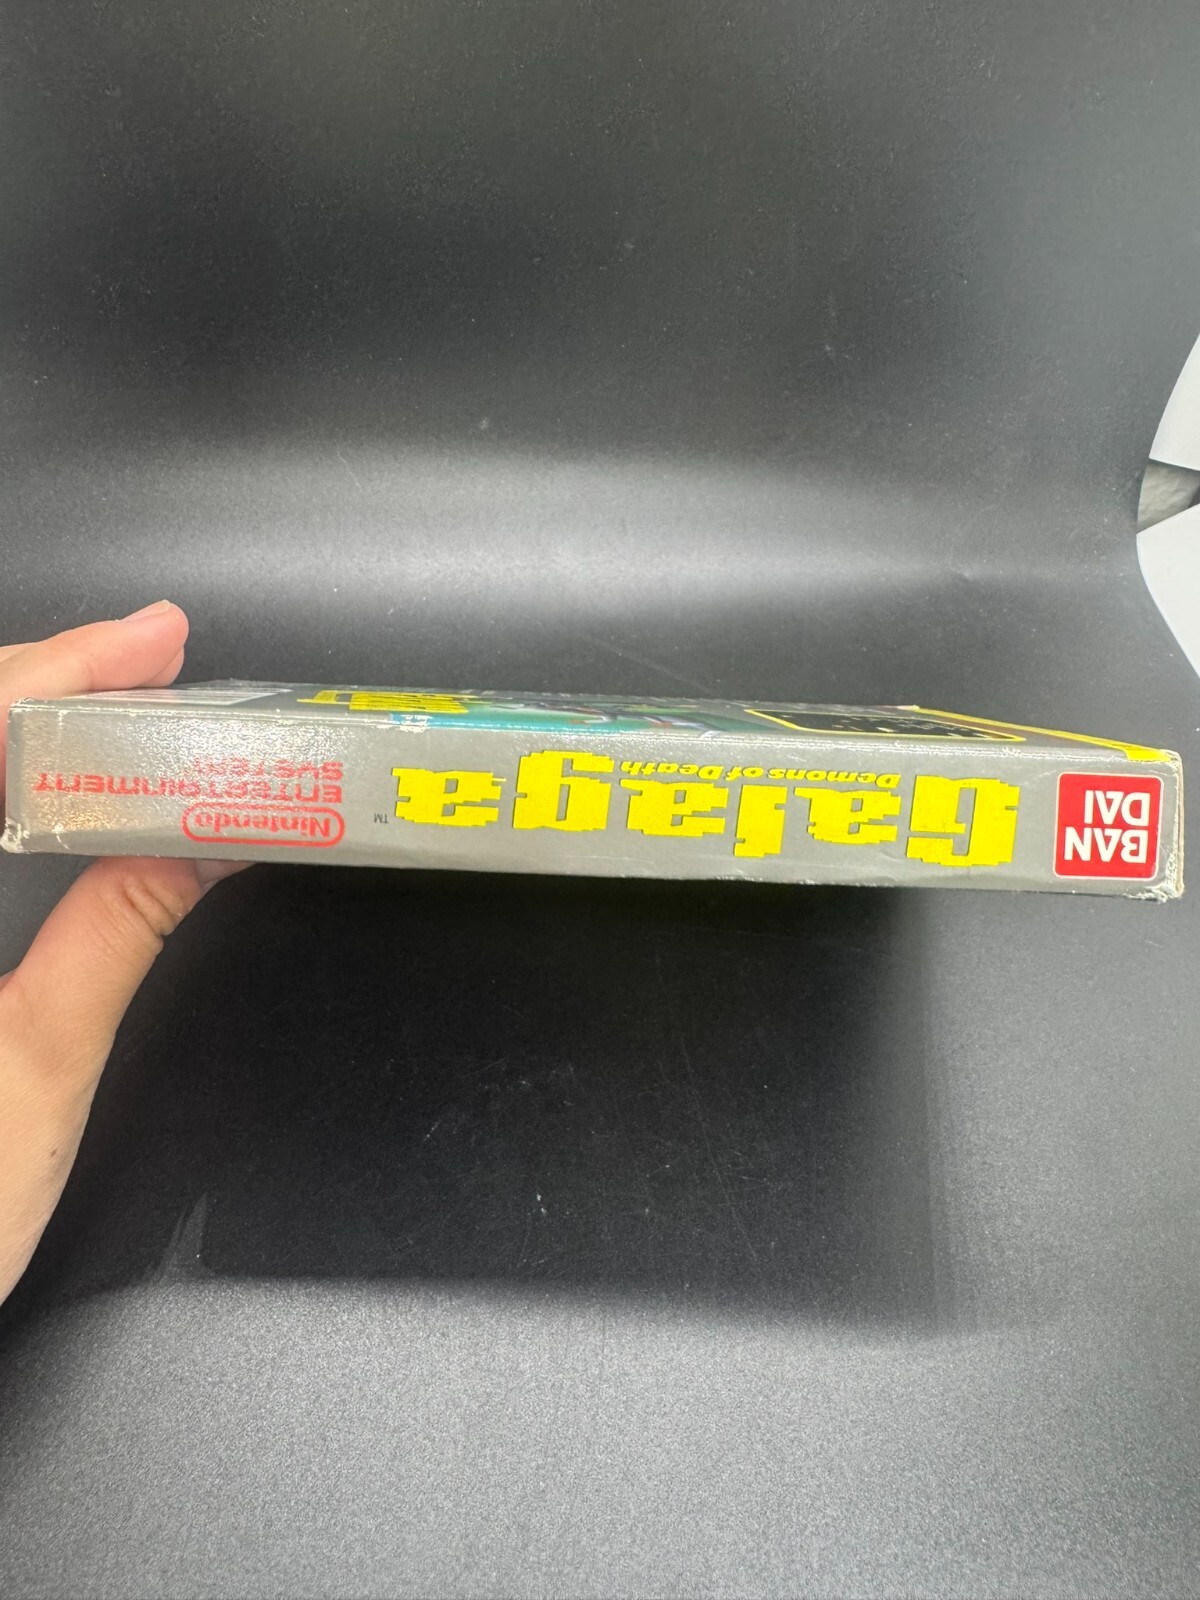 BAN
DAI
Galaga
Demons of Death
™
Nintendo
ENTERTAINMENT
SYSTEM